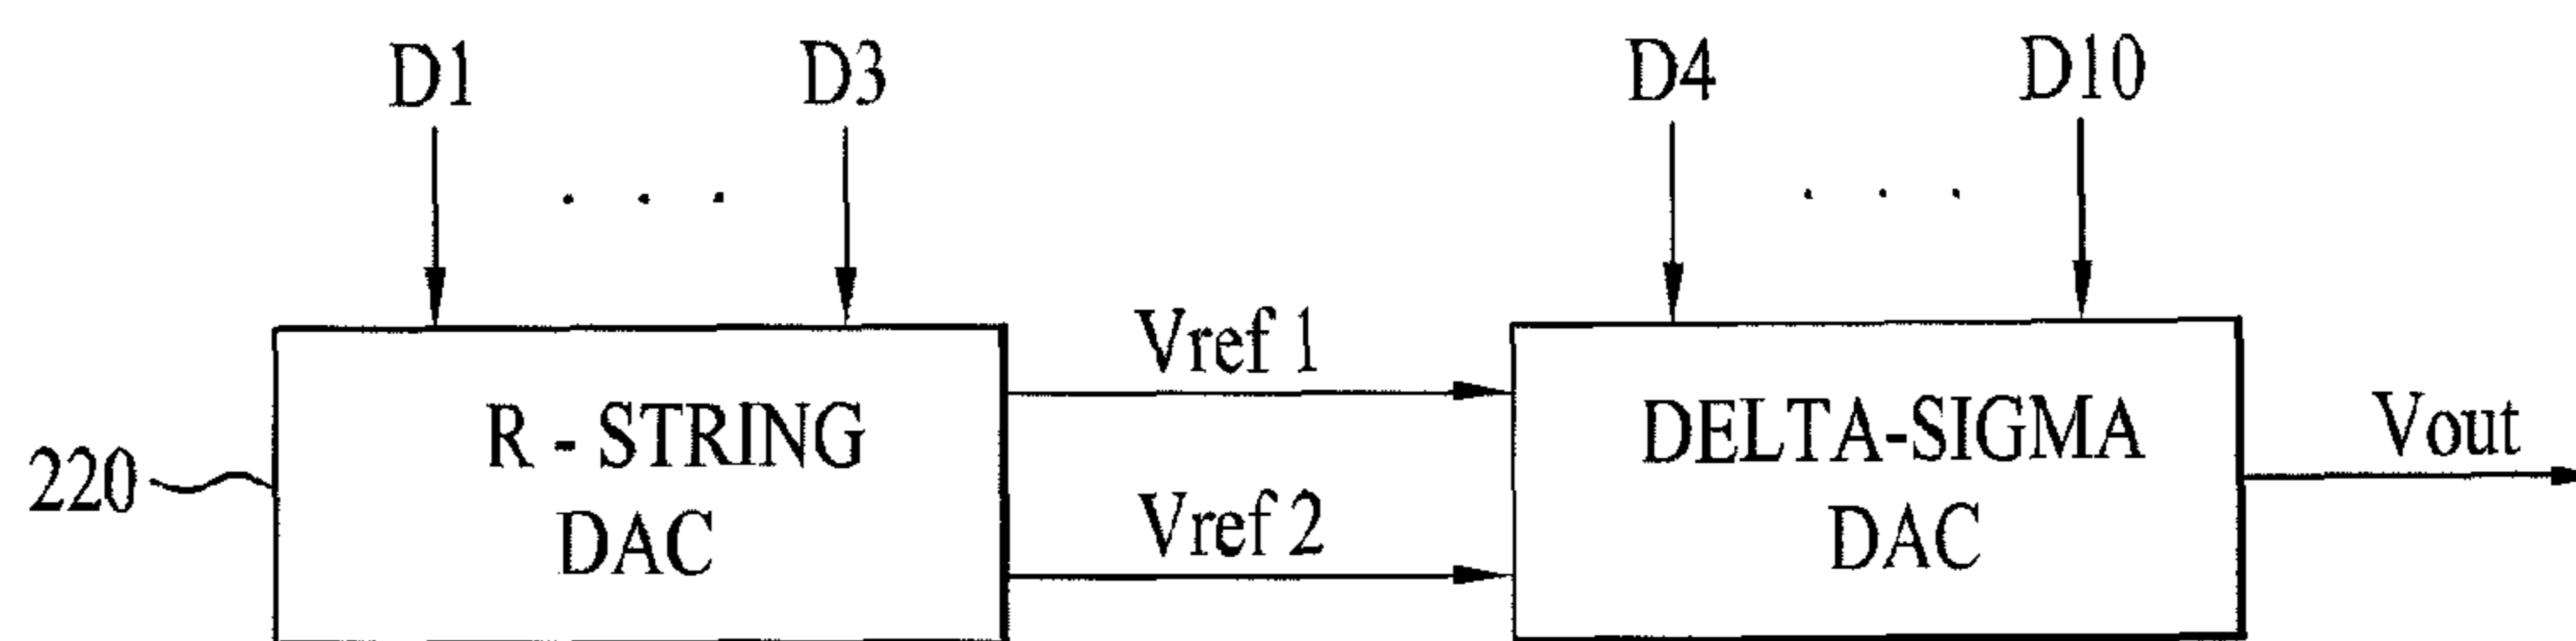 D1
D3
D4
D10
Vref 1
Vref 2
R - STRING
DAC
DELTA-SIGMA
DAC
Vout
220